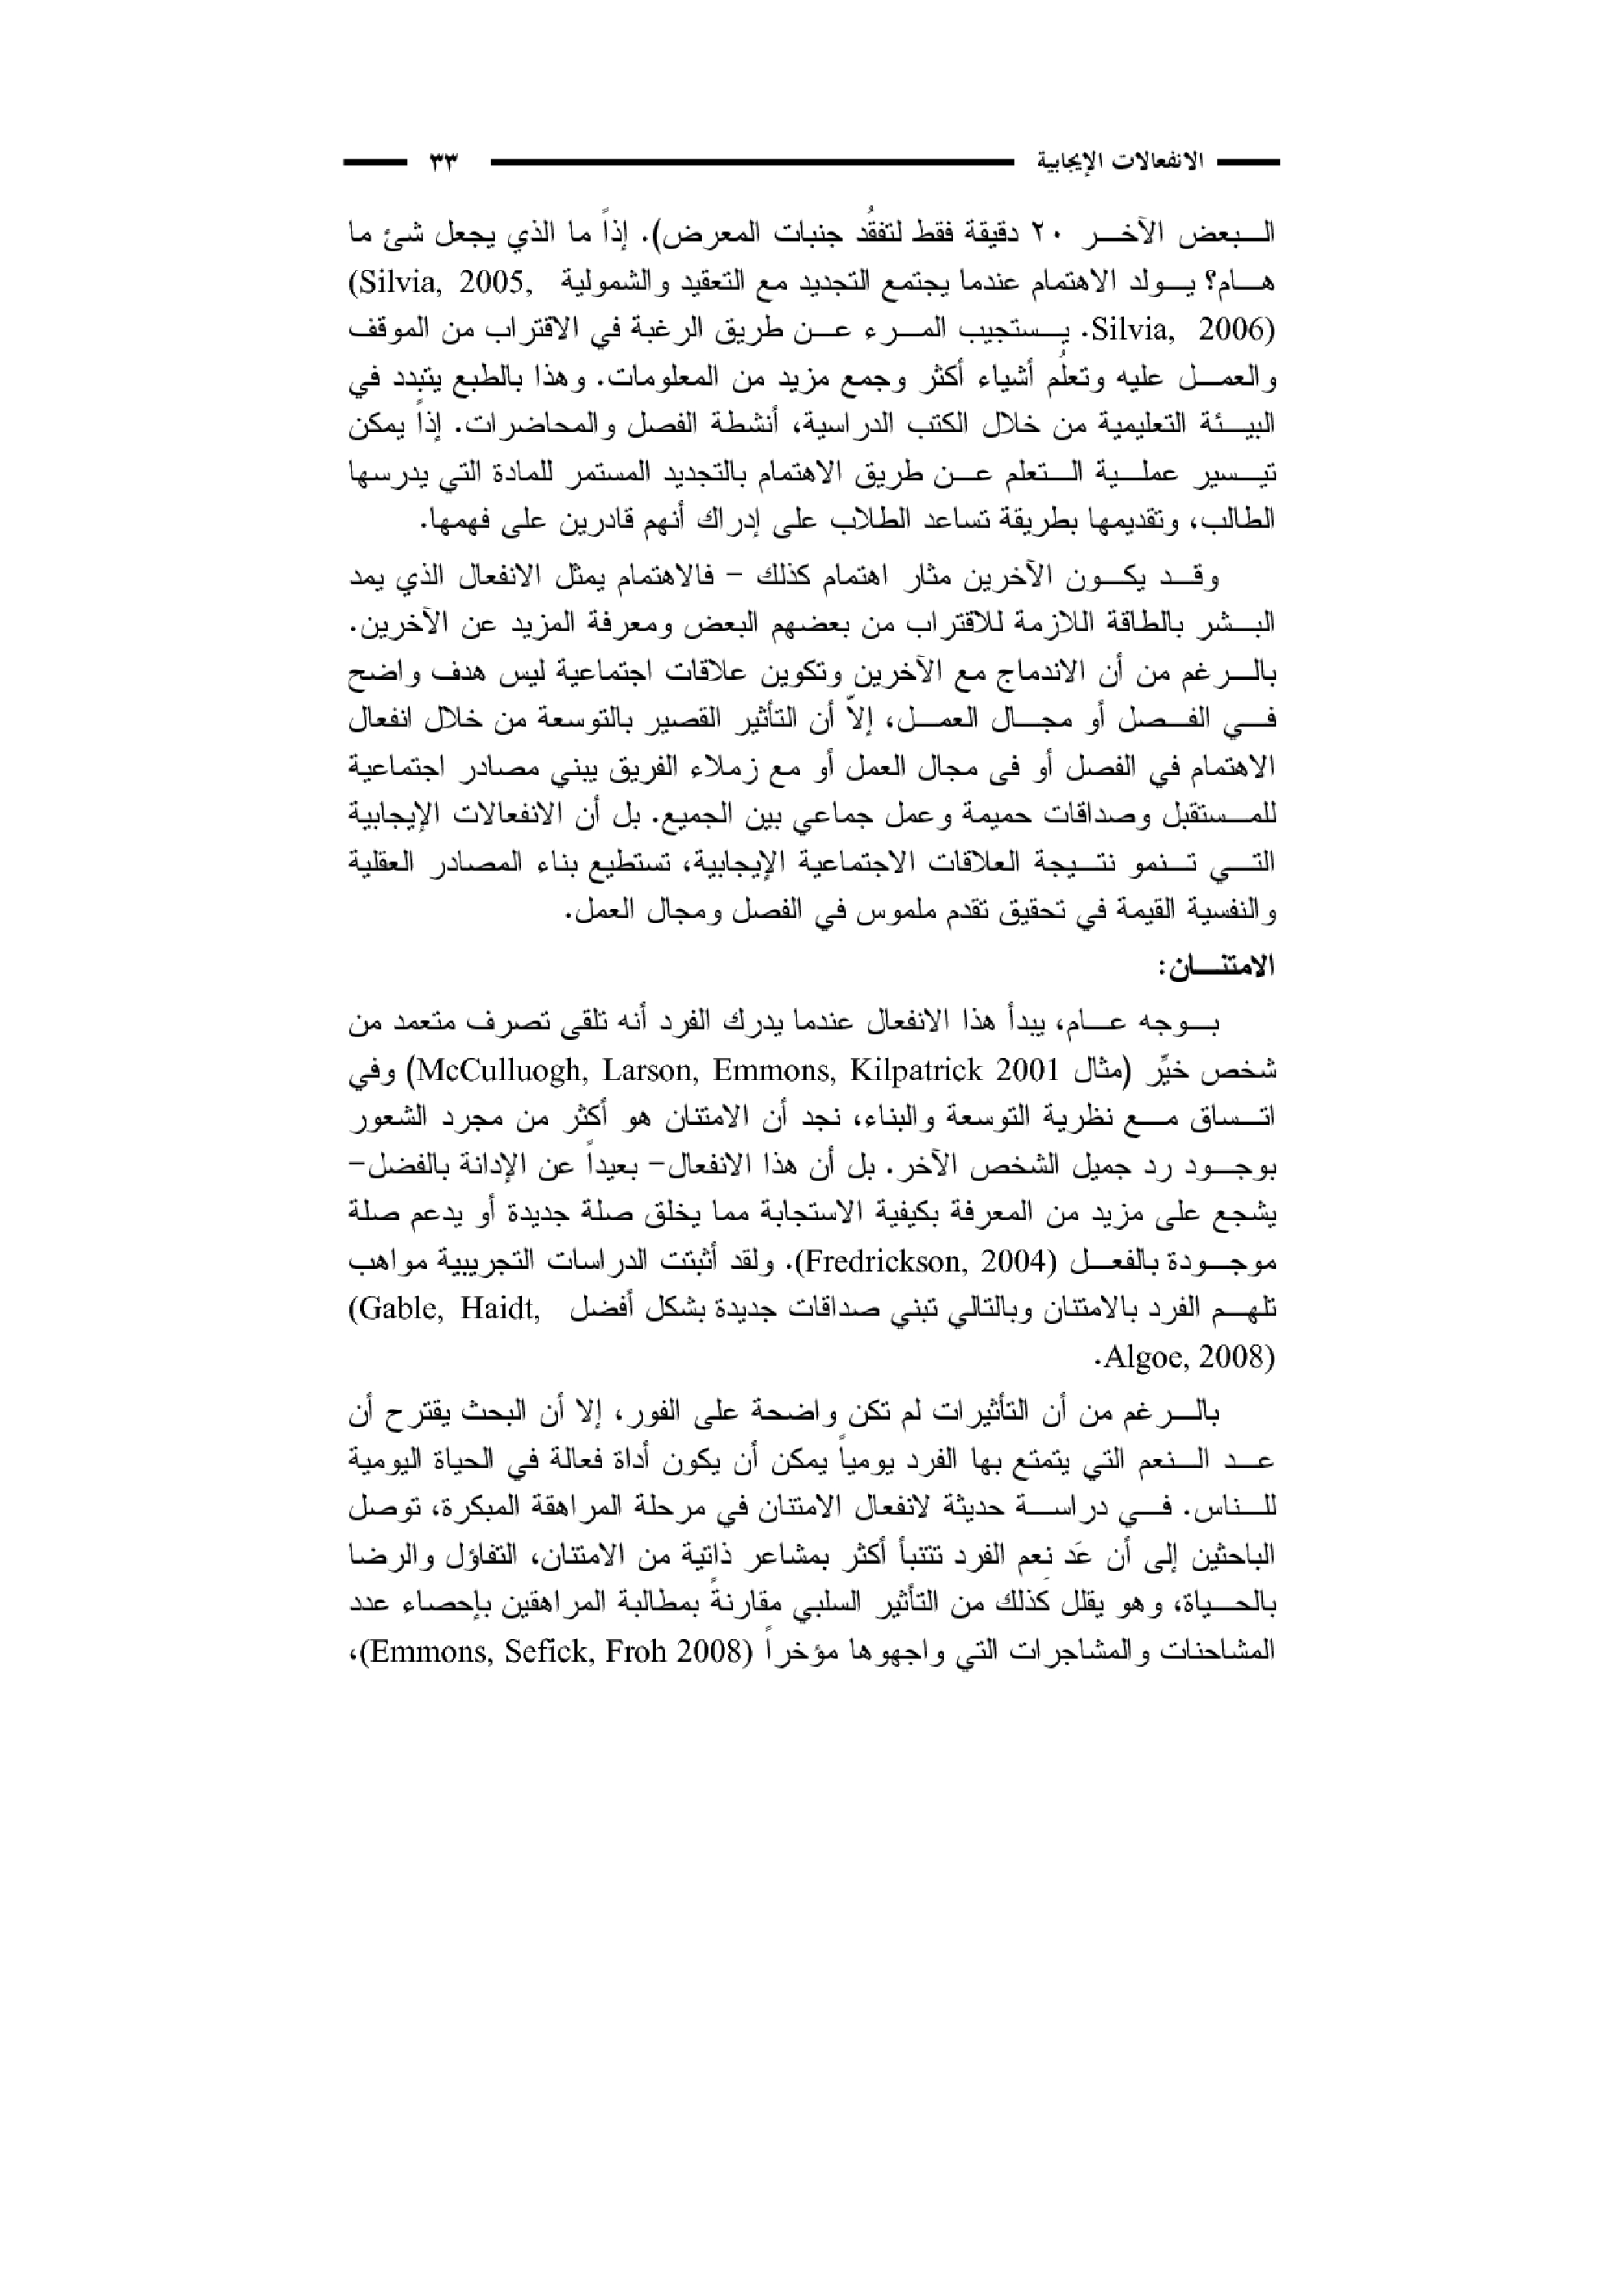 الانفعالات الإيجابية ٣٣
البعض الآخر ٢٠ دقيقة فقط لتفقُد جنبات المعرض). إذاً ما الذي يجعل شئ ما
هام؟ يولد الاهتمام عندما يجتمع التجديد مع التعقيد والشمولية (Silvia, 2005,
Silvia, 2006). يستجيب المرء عن طريق الرغبة في الاقتراب من الموقف
والعمل عليه وتعلُم أشياء أكثر وجمع مزيد من المعلومات. وهذا بالطبع يتبدد في
البيئة التعليمية من خلال الكتب الدراسية، أنشطة الفصل والمحاضرات. إذاً يمكن
تيسير عملية التعلم عن طريق الاهتمام بالتجديد المستمر للمادة التي يدرسها
الطالب، وتقديمها بطريقة تساعد الطلاب على إدراك أنهم قادرين على فهمها.
وقد يكون الآخرين مثار اهتمام كذلك – فالاهتمام يمثل الانفعال الذي يمد
البشر بالطاقة اللازمة للاقتراب من بعضهم البعض ومعرفة المزيد عن الآخرين.
بالرغم من أن الاندماج مع الآخرين وتكوين علاقات اجتماعية ليس هدف واضح
في الفصل أو مجال العمل، إلاّ أن التأثير القصير بالتوسعة من خلال انفعال
الاهتمام في الفصل أو فى مجال العمل أو مع زملاء الفريق يبني مصادر اجتماعية
للمستقبل وصداقات حميمة وعمل جماعي بين الجميع. بل أن الانفعالات الإيجابية
التي تنمو نتيجة العلاقات الاجتماعية الإيجابية، تستطيع بناء المصادر العقلية
والنفسية القيمة في تحقيق تقدم ملموس في الفصل ومجال العمل.
الامتنان:
بوجه عام، يبدأ هذا الانفعال عندما يدرك الفرد أنه تلقى تصرف متعمد من
شخص خيِّر (مثال McCulluogh, Larson, Emmons, Kilpatrick 2001) وفي
اتساق مع نظرية التوسعة والبناء، نجد أن الامتنان هو أكثر من مجرد الشعور
بوجود رد جميل الشخص الآخر. بل أن هذا الانفعال– بعيداً عن الإدانة بالفضل–
يشجع على مزيد من المعرفة بكيفية الاستجابة مما يخلق صلة جديدة أو يدعم صلة
موجودة بالفعل (Fredrickson, 2004). ولقد أثبتت الدراسات التجريبية مواهب
تلهم الفرد بالامتنان وبالتالي تبني صداقات جديدة بشكل أفضل (Gable, Haidt,
Algoe, 2008).
بالرغم من أن التأثيرات لم تكن واضحة على الفور، إلا أن البحث يقترح أن
عد النعم التي يتمتع بها الفرد يومياً يمكن أن يكون أداة فعالة في الحياة اليومية
للناس. في دراسة حديثة لانفعال الامتنان في مرحلة المراهقة المبكرة، توصل
الباحثين إلى أن عَد نِعم الفرد تتنبأ أكثر بمشاعر ذاتية من الامتنان، التفاؤل والرضا
بالحياة، وهو يقلل كَذلك من التأثير السلبي مقارنةً بمطالبة المراهقين بإحصاء عدد
المشاحنات والمشاجرات التي واجهوها مؤخراً (Emmons, Sefick, Froh 2008)،